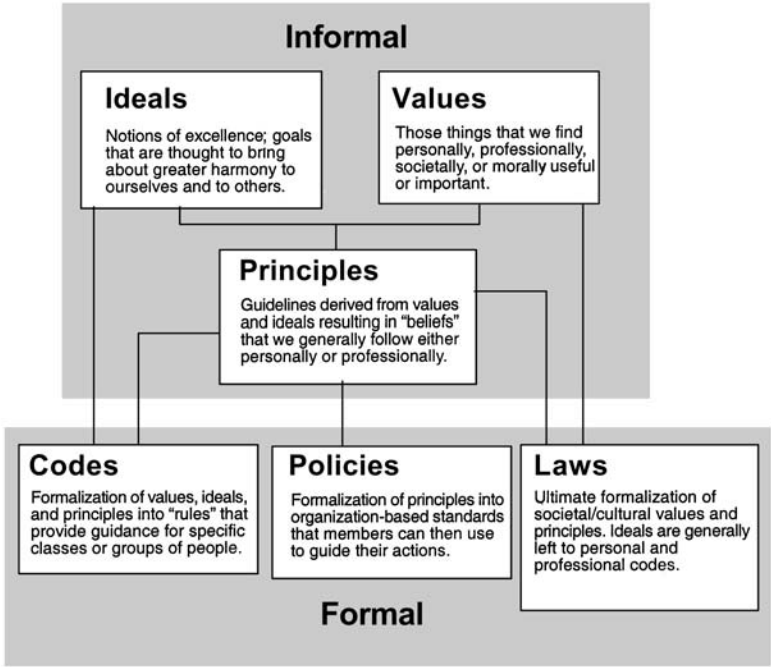 Informal
Ideals
Notions of excellence; goals
that are thought to bring
about greater harmony to
ourselves and to others.
Values
Those things that we find
personally, professionally,
societally, or morally useful
or important.
Principles
Guidelines derived from values
and ideals resulting in “beliefs”
that we generally follow either
personally or professionally.
Codes
Formalization of values, ideals,
and principles into “rules” that
provide guidance for specific
classes or groups of people.
Policies
Formalization of principles into
organization-based standards
that members can then use
to guide their actions.
Laws
Ultimate formalization of
societal/cultural values and
principles. Ideals are generally
left to personal and
professional codes.
Formal